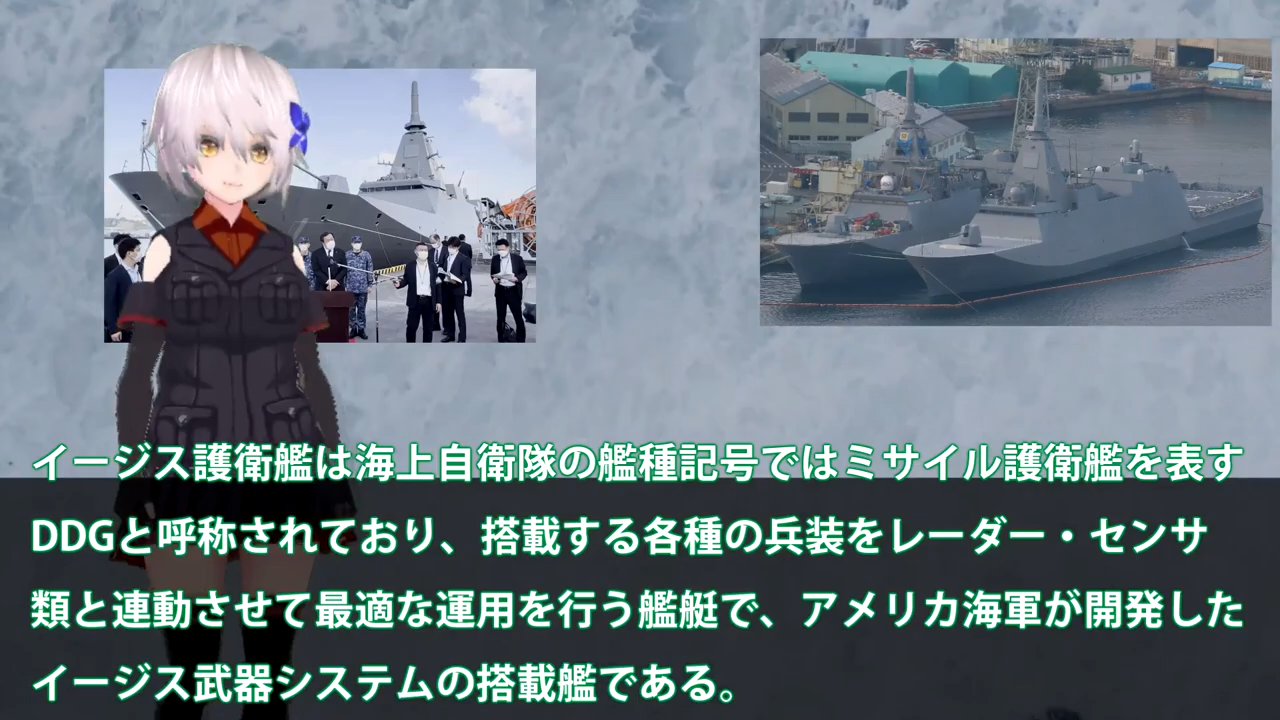 イージス護衛艦は海上自衛隊の艦種記号ではミサイル護衛艦を表す
DDGと呼称されており、搭載する各種の兵装をレーダー・センサ
類と連動させて最適な運用を行う艦艇で、アメリカ海軍が開発した
イージス武器システムの搭載艦である。